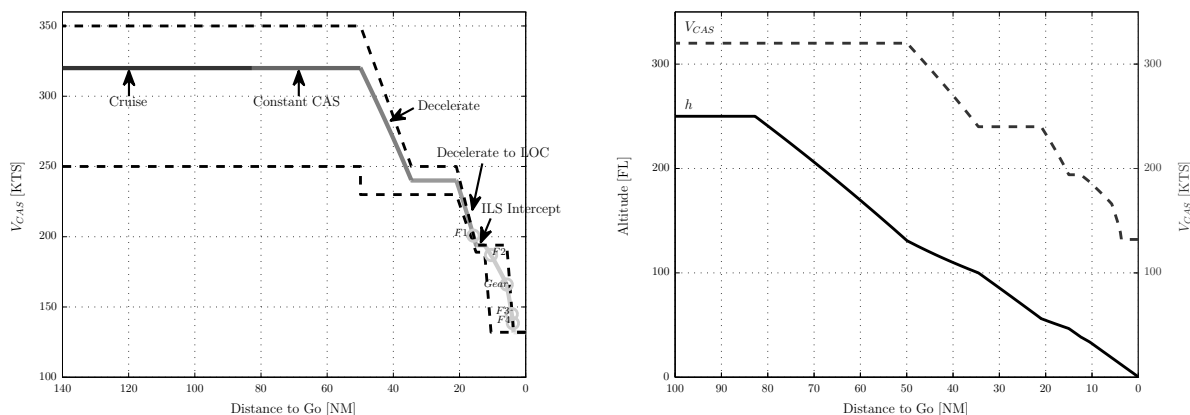 350
300
250
200
150
100
140
120
100
80
60
40
20
0
V_CAS [KTS]
Distance to Go [NM]
Cruise
Constant CAS
Decelerate
Decelerate to LOC
ILS Intercept
F1
F2
Gear
F3
F4
V_CAS
h
300
200
100
0
300
200
100
100
90
80
70
60
50
40
30
20
10
0
Altitude [FL]
V_CAS [KTS]
Distance to Go [NM]